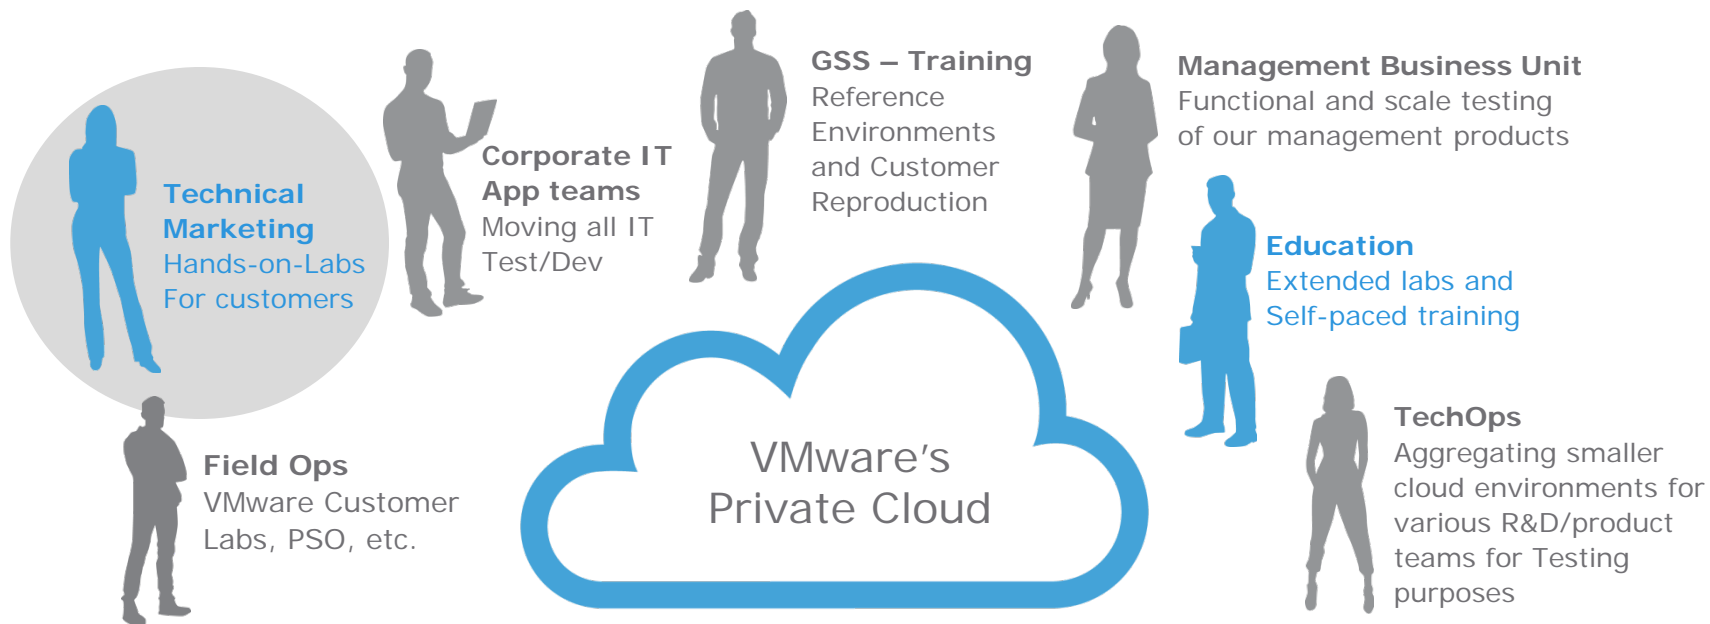 Technical
Marketing
Hands-on-Labs
For customers
Corporate IT
App teams
Moving all IT
Test/Dev
GSS – Training
Reference
Environments
and Customer
Reproduction
Management Business Unit
Functional and scale testing
of our management products
Education
Extended labs and
Self-paced training
Field Ops
VMware Customer
Labs, PSO, etc.
VMware’s
Private Cloud
TechOps
Aggregating smaller
cloud environments for
various R&D/product
teams for Testing
purposes